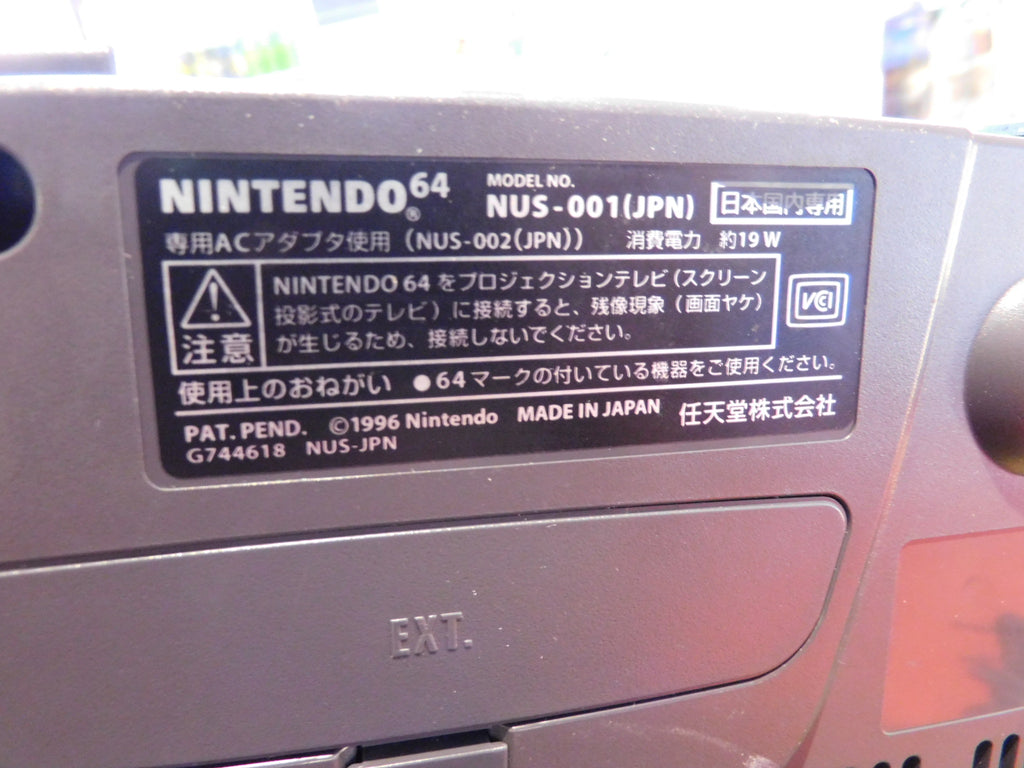 NINTENDO64® MODEL NO. NUS-001(JPN) 日本国内専用
専用ACアダプタ使用（NUS-002(JPN)） 消費電力 約19W
注意
NINTENDO 64 をプロジェクションテレビ（スクリーン
投影式のテレビ）に接続すると、残像現象（画面ヤケ）
が生じるため、接続しないでください。
VCI
使用上のおねがい ●64マークの付いている機器をご使用ください。
PAT. PEND. ©1996 Nintendo MADE IN JAPAN 任天堂株式会社
G744618 NUS-JPN
EXT.